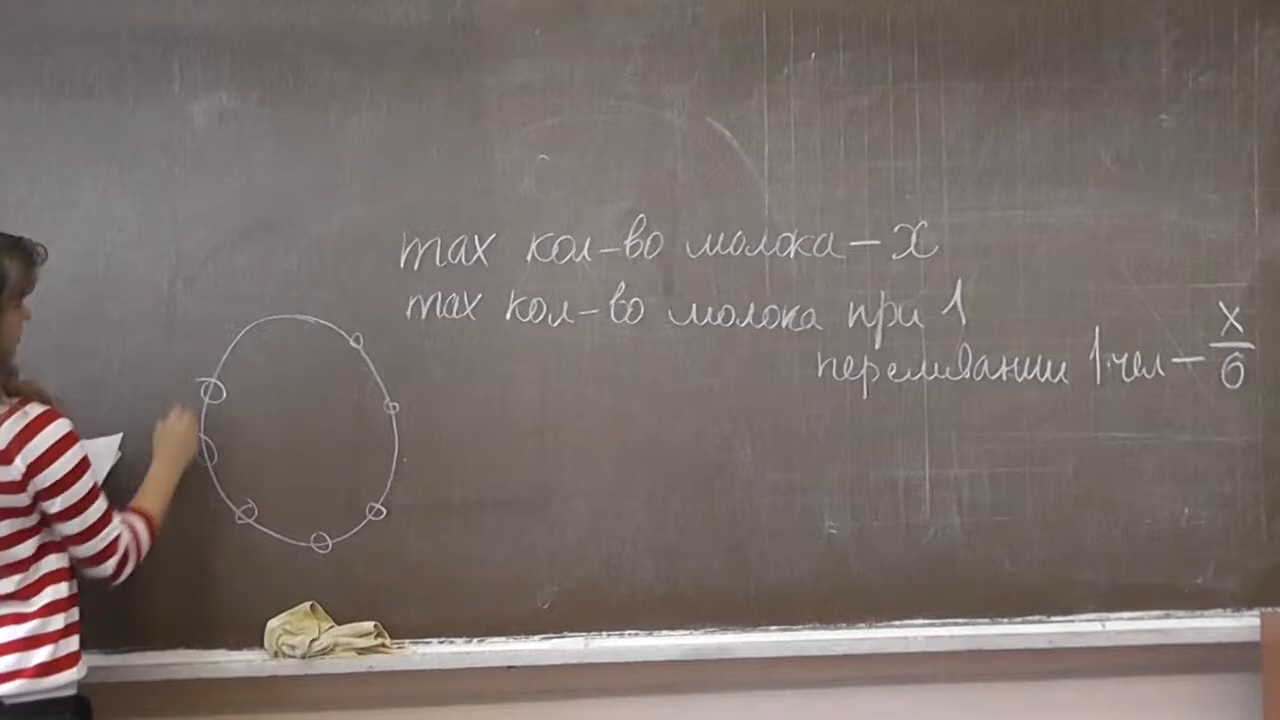 max кол-во молока – x
max кол-во молока при 1
переливании 1 чел – x/6